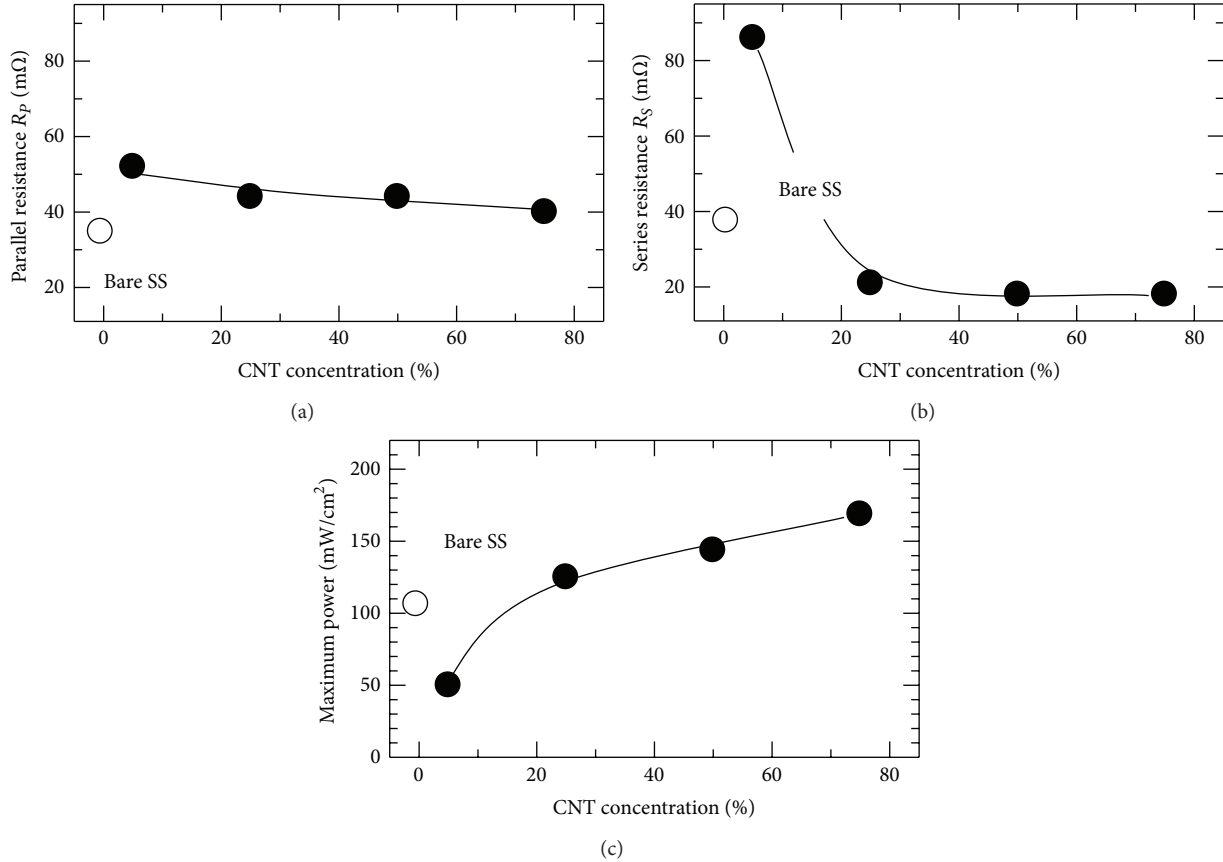 Parallel resistance R_P (mΩ)
80
60
40
20
Bare SS
0 20 40 60 80
CNT concentration (%)
(a)
Series resistance R_S (mΩ)
80
60
40
20
Bare SS
0 20 40 60 80
CNT concentration (%)
(b)
Maximum power (mW/cm²)
200
150
100
50
0
Bare SS
0 20 40 60 80
CNT concentration (%)
(c)